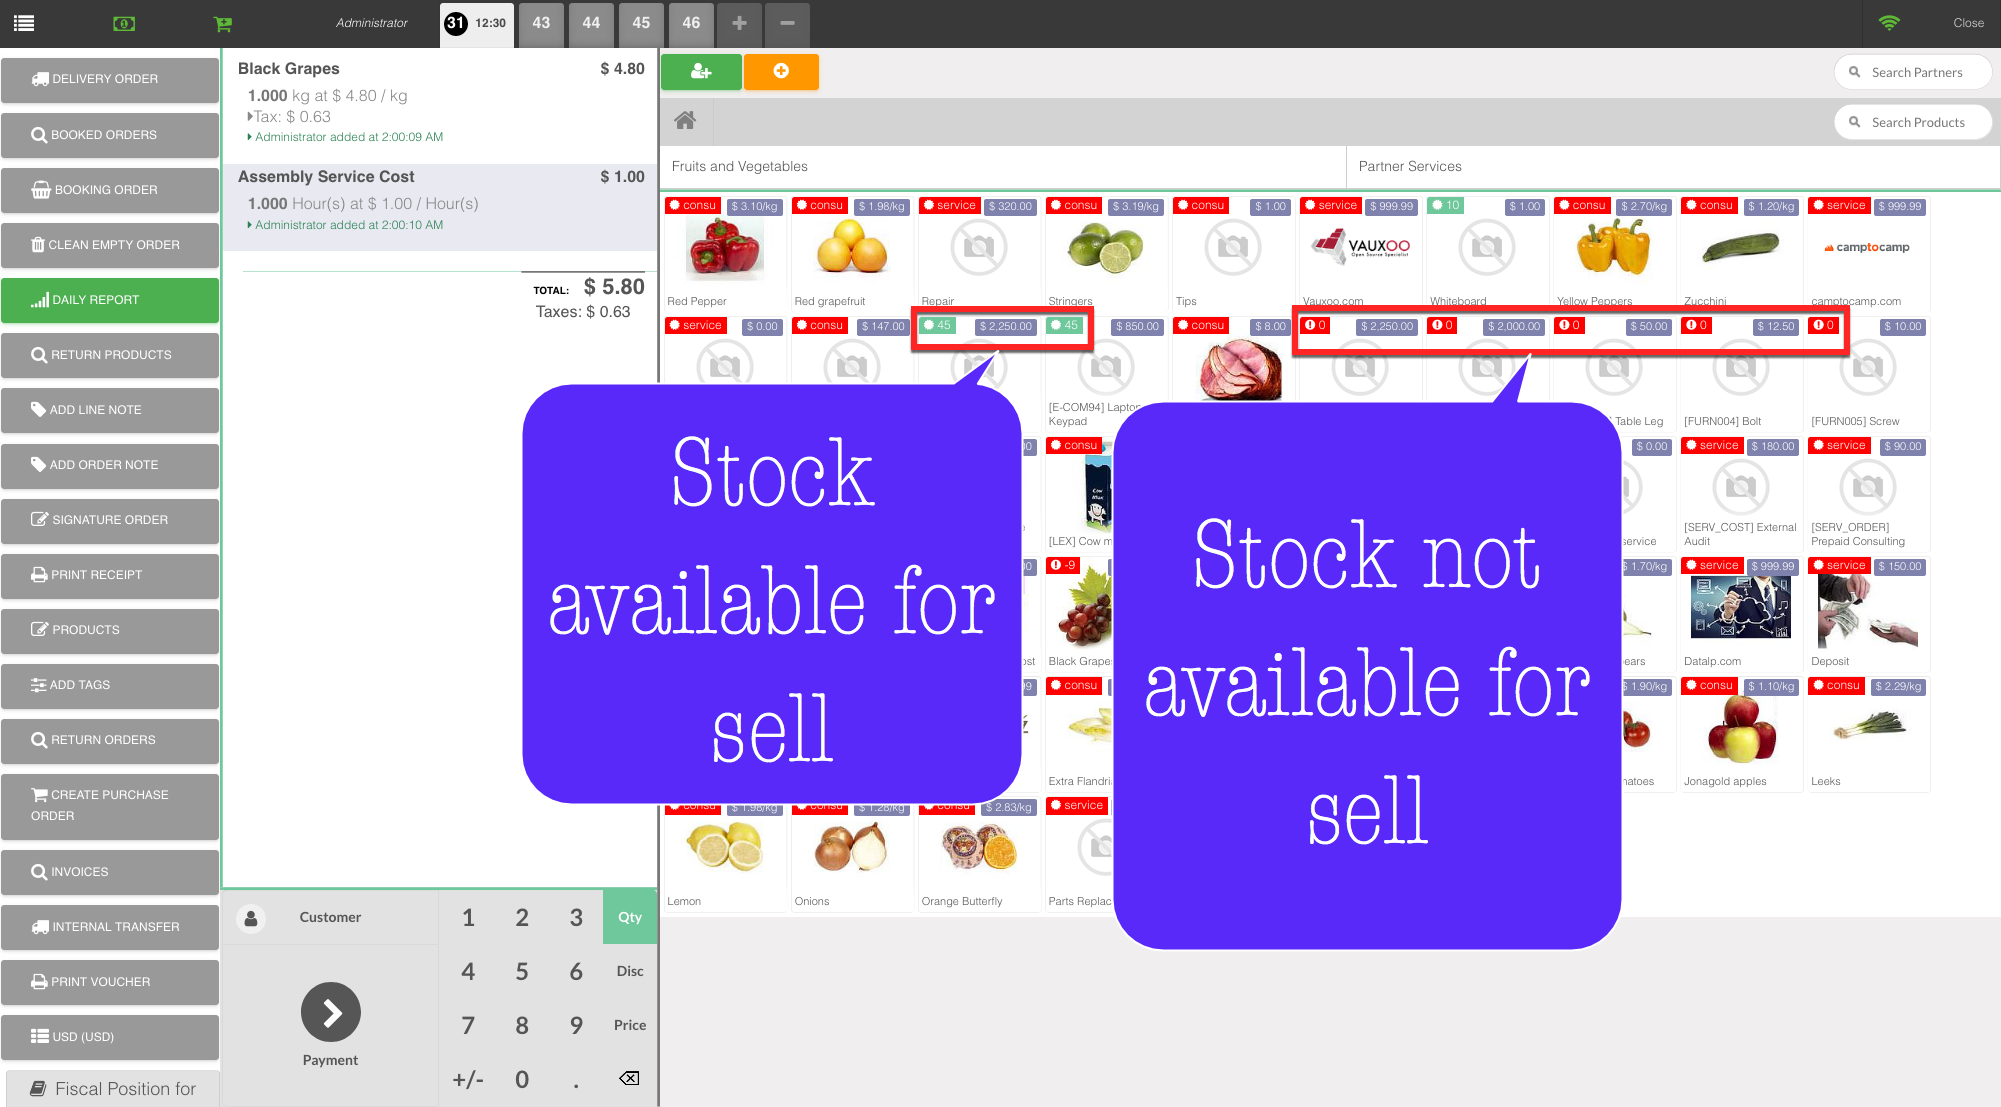 Administrator
31 12:30
43
44
45
46
Close
DELIVERY ORDER
BOOKED ORDERS
BOOKING ORDER
CLEAN EMPTY ORDER
DAILY REPORT
RETURN PRODUCTS
ADD LINE NOTE
ADD ORDER NOTE
SIGNATURE ORDER
PRINT RECEIPT
PRODUCTS
ADD TAGS
RETURN ORDERS
CREATE PURCHASE
ORDER
INVOICES
INTERNAL TRANSFER
PRINT VOUCHER
USD (USD)
Fiscal Position for
Black Grapes $ 4.80
1.000 kg at $ 4.80 / kg
Tax: $ 0.63
Administrator added at 2:00:09 AM
Assembly Service Cost $ 1.00
1.000 Hour(s) at $ 1.00 / Hour(s)
Administrator added at 2:00:10 AM
TOTAL: $ 5.80
Taxes: $ 0.63
Customer
Payment
1 2 3 Qty
4 5 6 Disc
7 8 9 Price
+/- 0 .
Search Partners
Search Products
Fruits and Vegetables
Partner Services
consu $ 3.10/kg
Red Pepper
consu $ 1.98/kg
Red grapefruit
service $ 320.00
Repair
consu $ 3.19/kg
Stringers
consu $ 1.00
Tips
service $ 999.99
VAUXOO
Open Source Specialist
Vauxoo.com
10 $ 1.00
Whiteboard
consu $ 2.70/kg
Yellow Peppers
consu $ 1.20/kg
Zucchini
service $ 999.99
camptocamp
camptocamp.com
service $ 0.00
consu $ 147.00
45 $ 2,250.00
45 $ 850.00
[E-COM94] Laptop
Keypad
consu $ 8.00
0 $ 2,250.00
0 $ 2,000.00
0 $ 50.00
Table Leg
0 $ 12.50
[FURN004] Bolt
0 $ 10.00
[FURN005] Screw
consu
Cow
[LEX] Cow m
$ 0.00
service
service $ 180.00
[SERV_COST] External
Audit
service $ 90.00
[SERV_ORDER]
Prepaid Consulting
-9
Black Grapes
$ 1.70/kg
ears
service $ 999.99
Datalp.com
service $ 150.00
Deposit
consu
Extra Flandri
$ 1.90/kg
matoes
consu $ 1.10/kg
Jonagold apples
consu $ 2.29/kg
Leeks
consu $ 1.98/kg
Lemon
consu $ 1.28/kg
Onions
consu $ 2.83/kg
Orange Butterfly
service
Parts Replac
Stock
available for
sell
Stock not
available for
sell